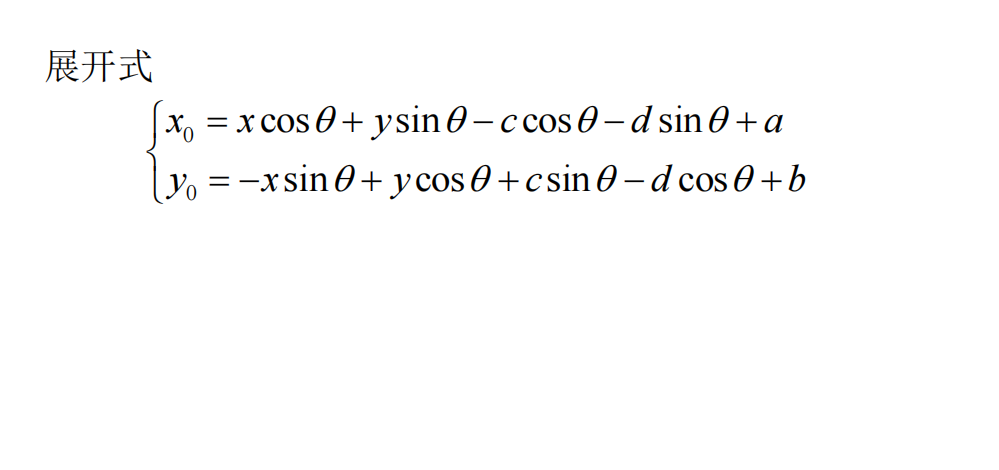 展开式
x₀ = x cos θ + y sin θ − c cos θ − d sin θ + a
y₀ = −x sin θ + y cos θ + c sin θ − d cos θ + b